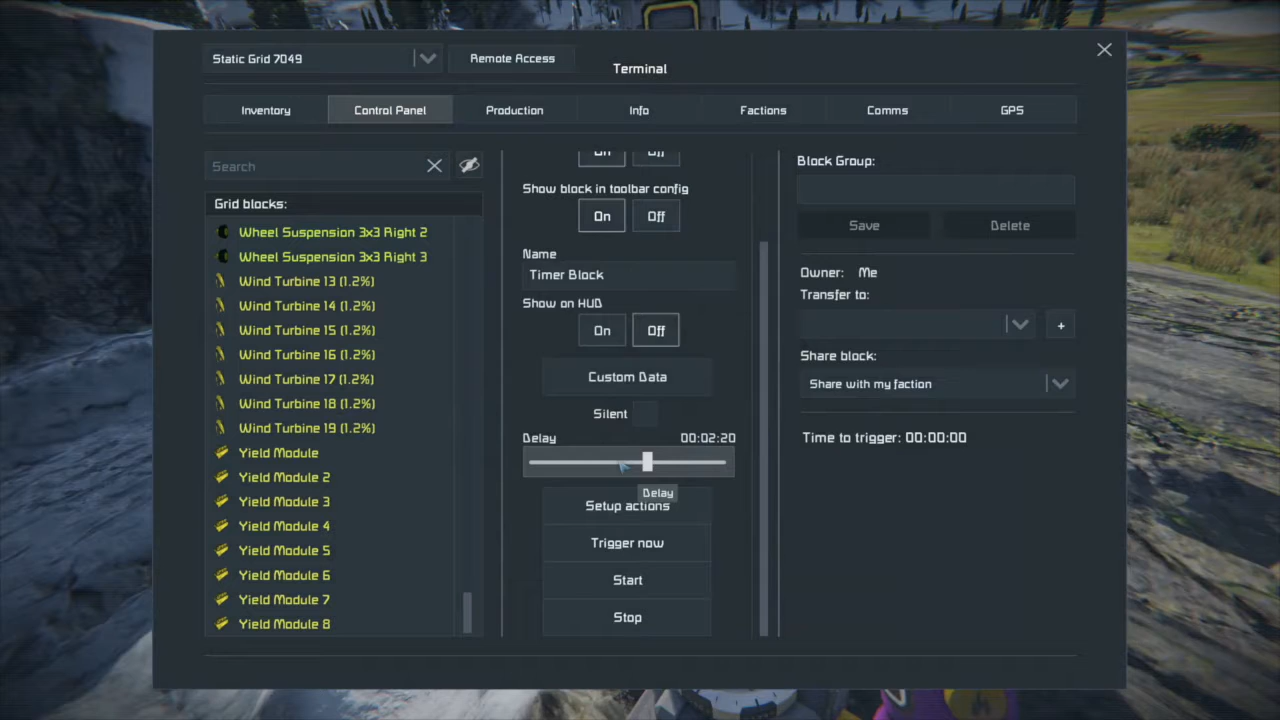 Static Grid 7049
Remote Access
Terminal
Inventory
Control Panel
Production
Info
Factions
Comms
GPS
Search
Grid blocks:
Wheel Suspension 3x3 Right 2
Wheel Suspension 3x3 Right 3
Wind Turbine 13 (1.2%)
Wind Turbine 14 (1.2%)
Wind Turbine 15 (1.2%)
Wind Turbine 16 (1.2%)
Wind Turbine 17 (1.2%)
Wind Turbine 18 (1.2%)
Wind Turbine 19 (1.2%)
Yield Module
Yield Module 2
Yield Module 3
Yield Module 4
Yield Module 5
Yield Module 6
Yield Module 7
Yield Module 8
On Off
Show block in toolbar config
On Off
Name
Timer Block
Show on HUD
On Off
Custom Data
Silent
Delay 00:02:20
Delay
Setup actions
Trigger now
Start
Stop
Block Group:
Save
Delete
Owner: Me
Transfer to:
+
Share block:
Share with my faction
Time to trigger: 00:00:00